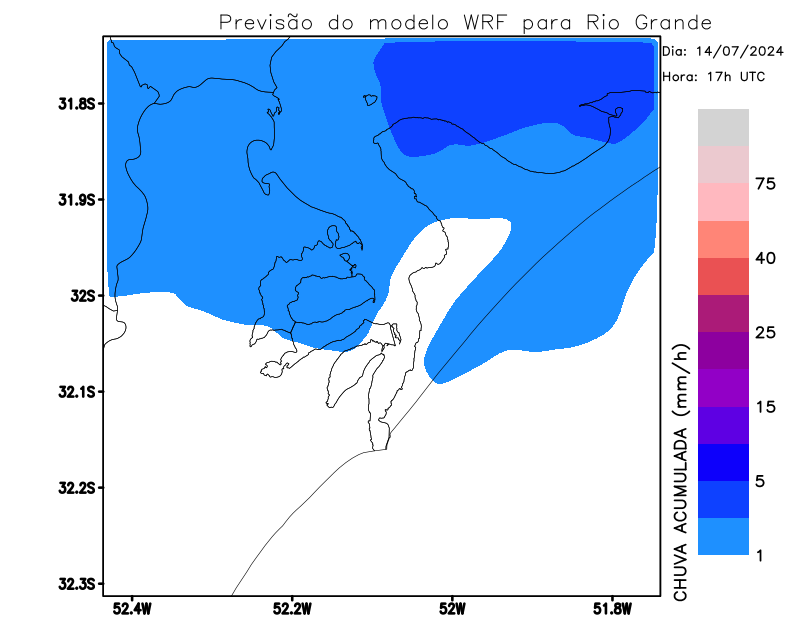 Previsão do modelo WRF para Rio Grande
Dia: 14/07/2024
Hora: 17h UTC
31.8S
31.9S
32S
32.1S
32.2S
32.3S
52.4W
52.2W
52W
51.8W
CHUVA ACUMULADA (mm/h)
75
40
25
15
5
1